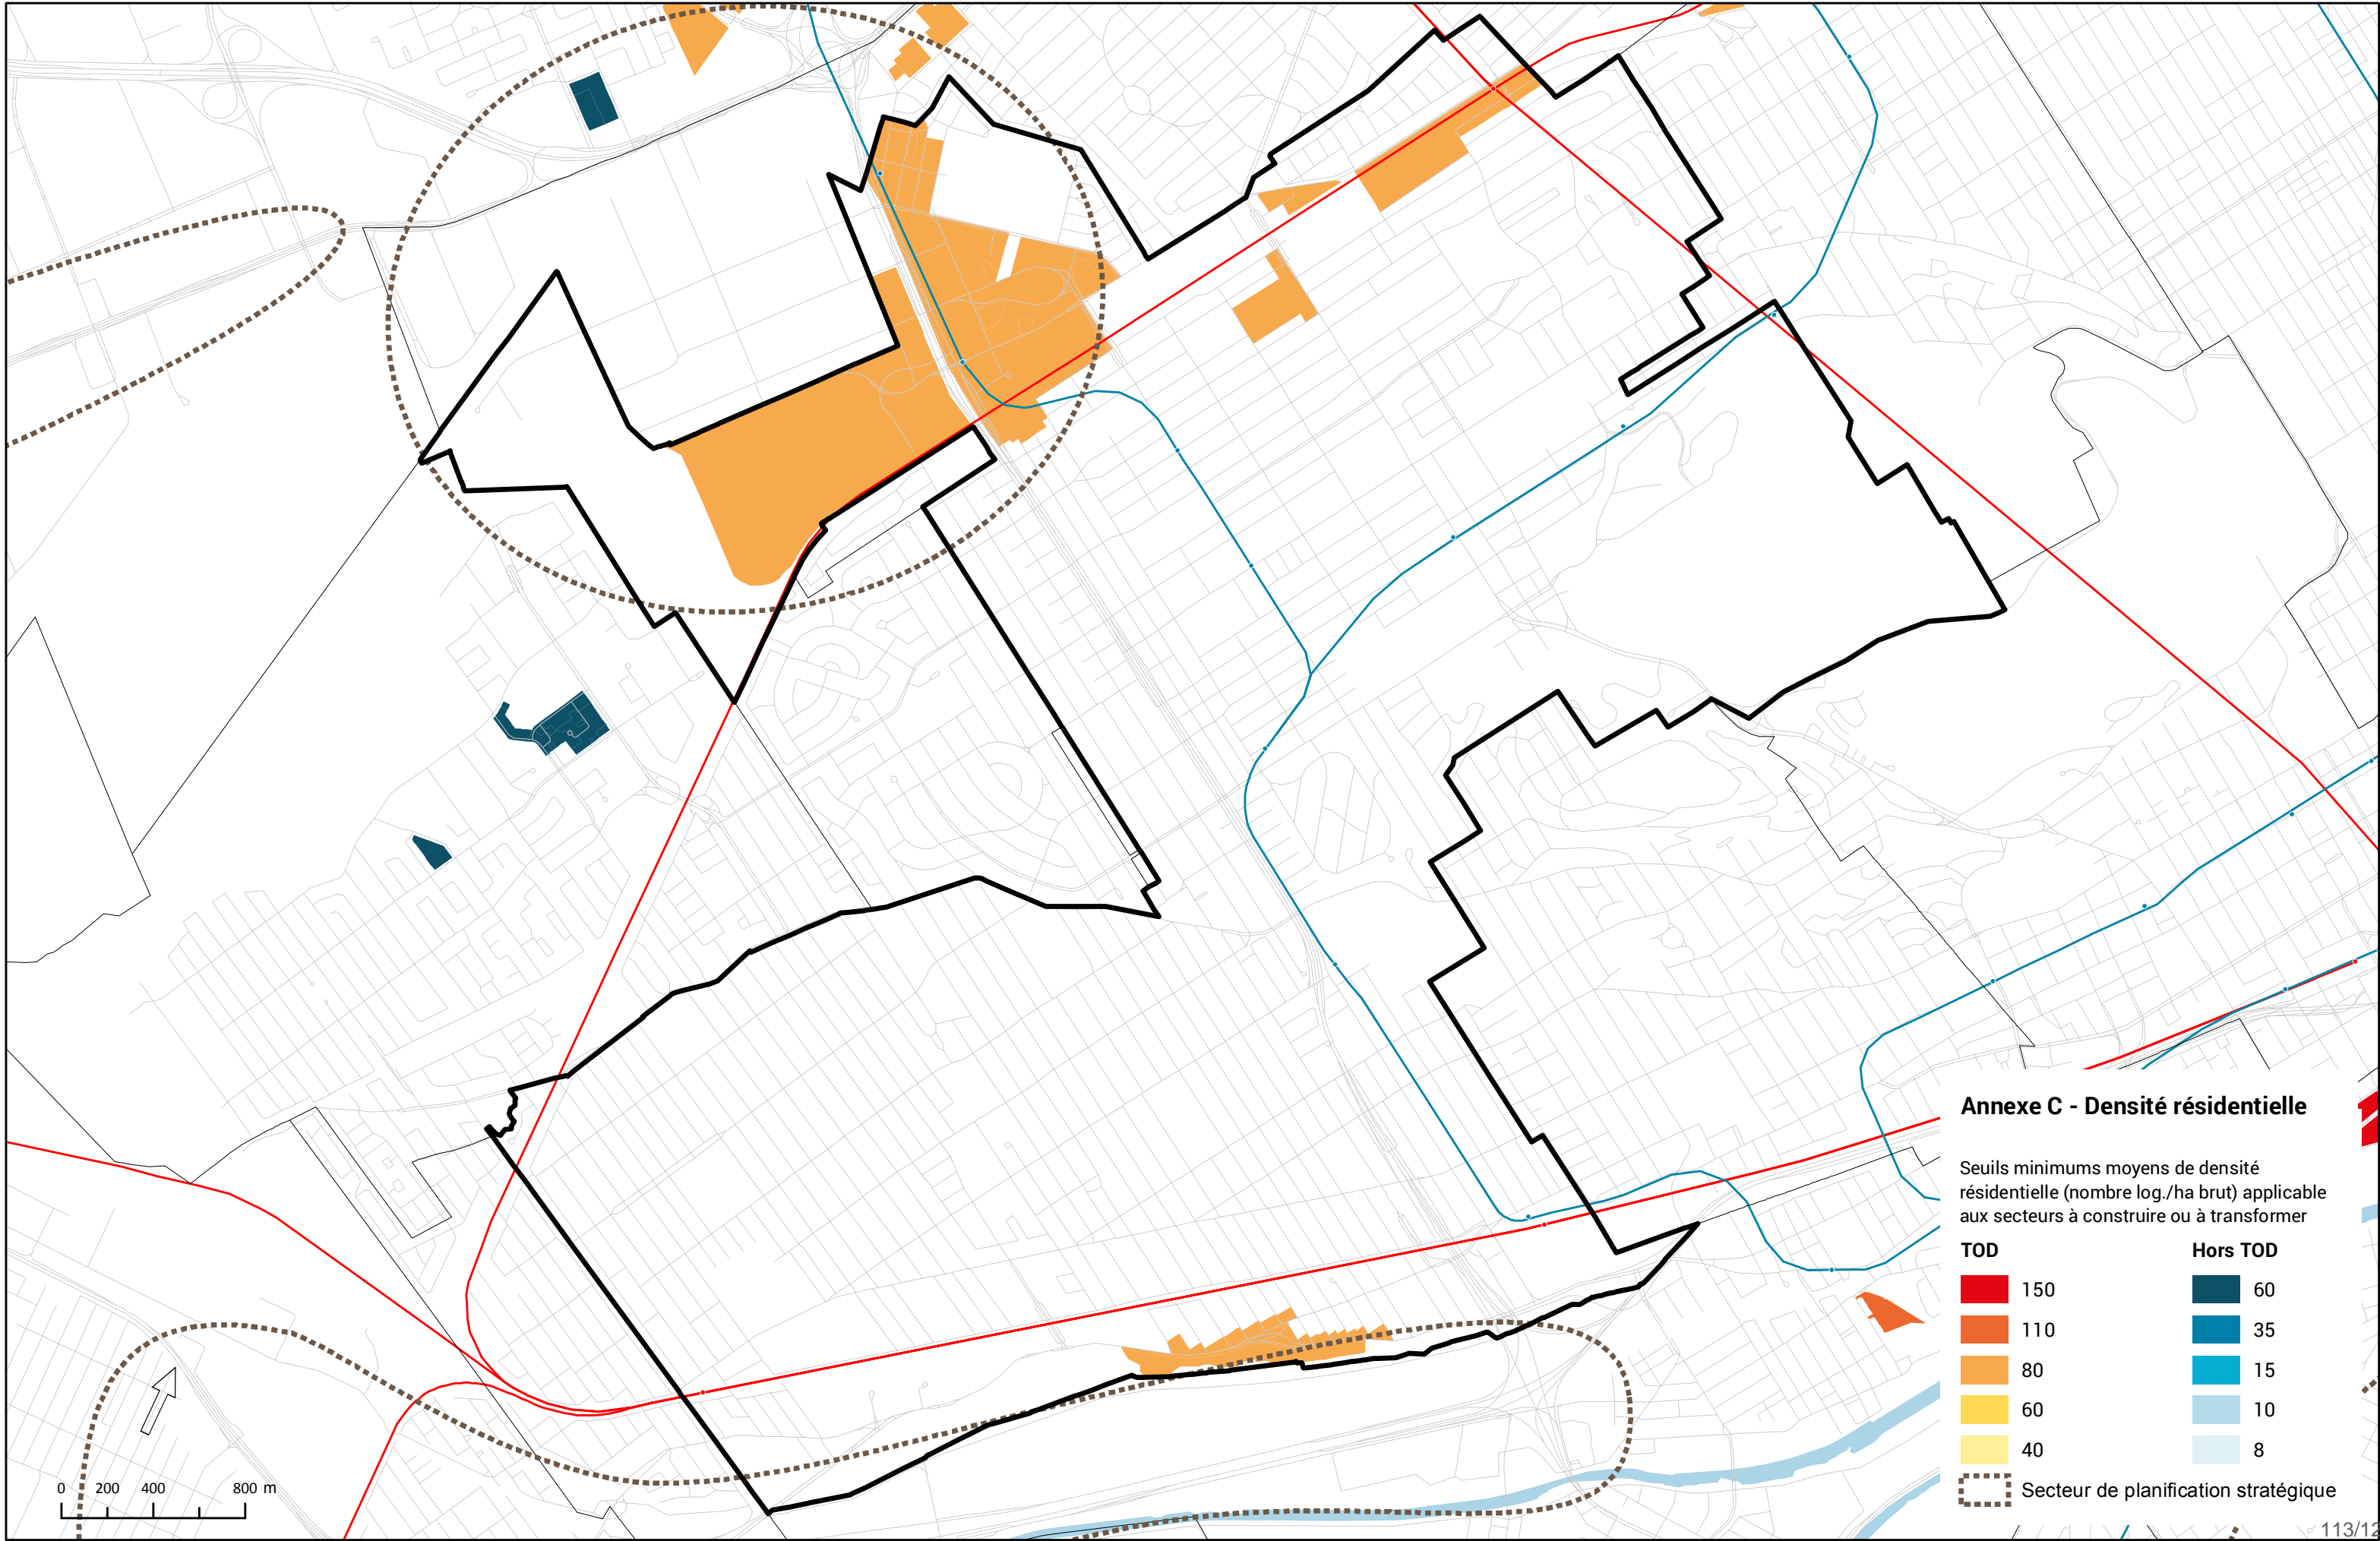 Annexe C - Densité résidentielle
Seuils minimums moyens de densité
résidentielle (nombre log./ha brut) applicable
aux secteurs à construire ou à transformer
TOD
150
110
80
60
40
Hors TOD
60
35
15
10
8
Secteur de planification stratégique
0 200 400 800 m
113/12